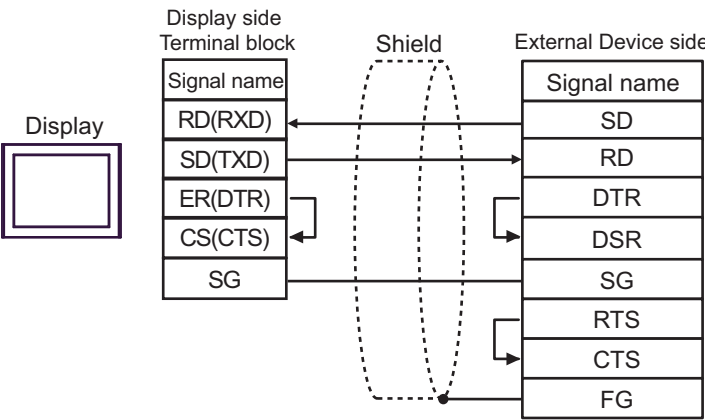 Display side
Terminal block
Shield
External Device side
Signal name
Signal name
Display
RD(RXD)
SD
SD(TXD)
RD
ER(DTR)
DTR
CS(CTS)
DSR
SG
SG
RTS
CTS
FG